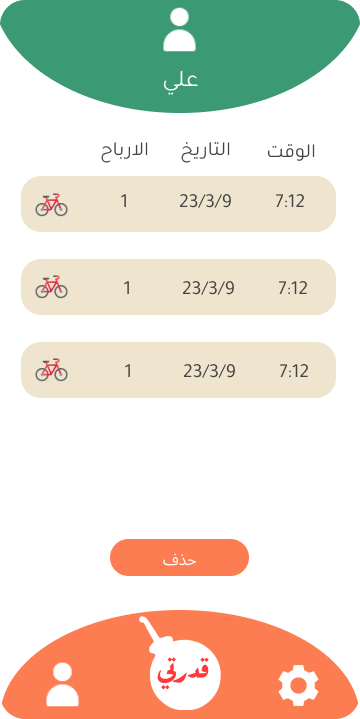 علي
الوقت التاريخ الارباح
7:12 23/3/9 1
7:12 23/3/9 1
7:12 23/3/9 1
حذف
قدرتي